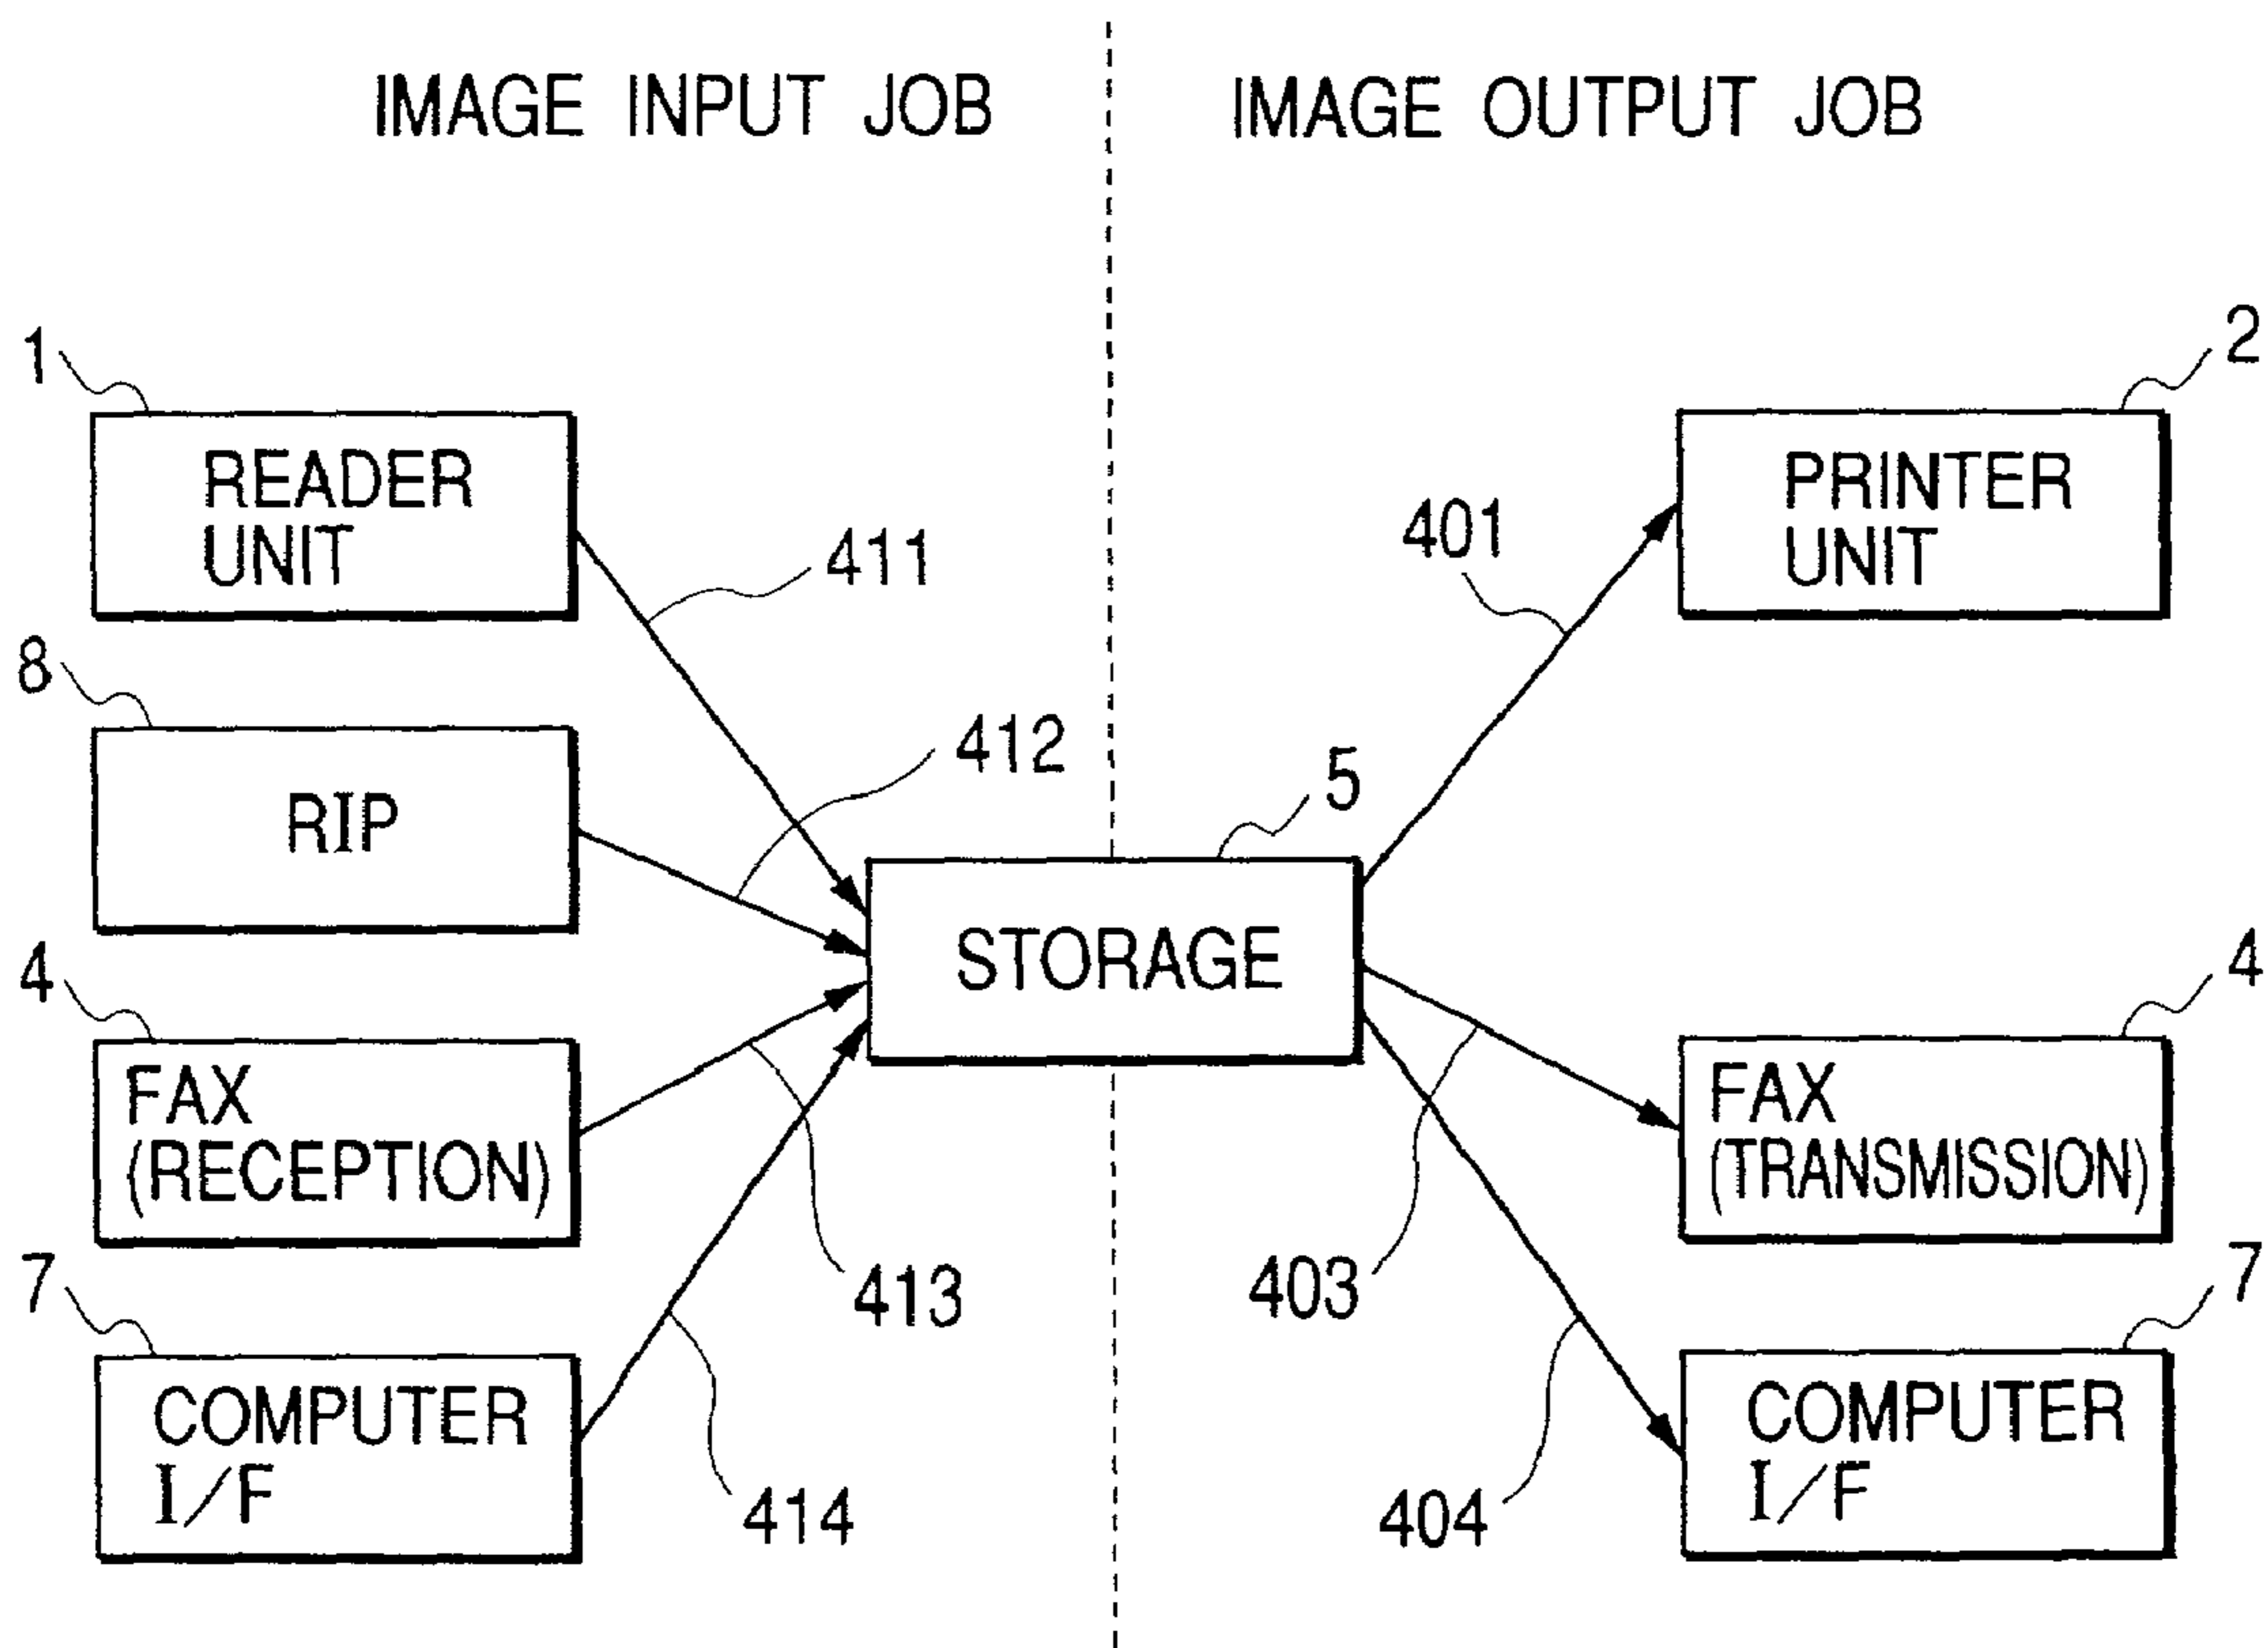 IMAGE INPUT JOB
IMAGE OUTPUT JOB
1
READER
UNIT
411
401
2
PRINTER
UNIT
8
RIP
412
5
STORAGE
4
FAX
(RECEPTION)
413
403
4
FAX
(TRANSMISSION)
7
COMPUTER
I/F
414
404
7
COMPUTER
I/F